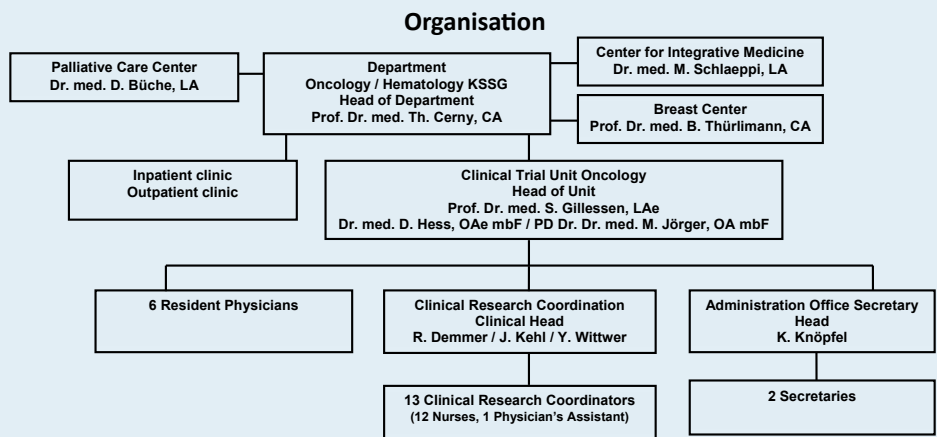 Organisation
Palliative Care Center
Dr. med. D. Büche, LA
Department
Oncology / Hematology KSSG
Head of Department
Prof. Dr. med. Th. Cerny, CA
Center for Integrative Medicine
Dr. med. M. Schlaeppi, LA
Breast Center
Prof. Dr. med. B. Thürlimann, CA
Inpatient clinic
Outpatient clinic
Clinical Trial Unit Oncology
Head of Unit
Prof. Dr. med. S. Gillessen, LAe
Dr. med. D. Hess, OAe mbF / PD Dr. Dr. med. M. Jörger, OA mbF
6 Resident Physicians
Clinical Research Coordination
Clinical Head
R. Demmer / J. Kehl / Y. Wittwer
Administration Office Secretary
Head
K. Knöpfel
13 Clinical Research Coordinators
(12 Nurses, 1 Physician's Assistant)
2 Secretaries